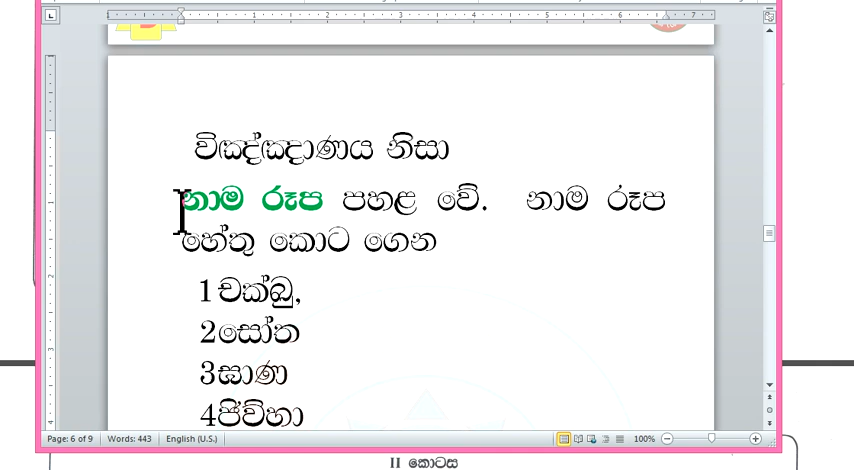 විඤ්ඤාණය නිසා
නාම රූප පහළ වේ. නාම රූප
හේතු කොට ගෙන
1චක්ඛු,
2සෝත
3ඝාණ
4ජිව්හා
Page: 6 of 9 Words: 443 English (U.S.) 100%
II කොටස